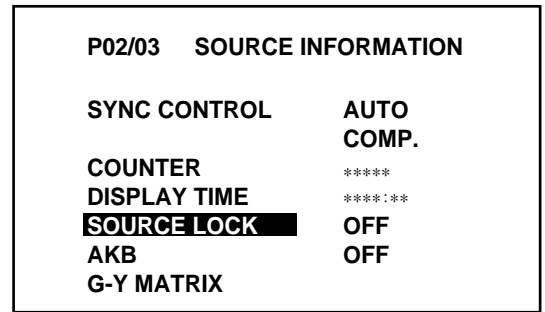 P02/03 SOURCE INFORMATION
SYNC CONTROL AUTO
COMP.
COUNTER *****
DISPLAY TIME ****:**
SOURCE LOCK OFF
AKB OFF
G-Y MATRIX